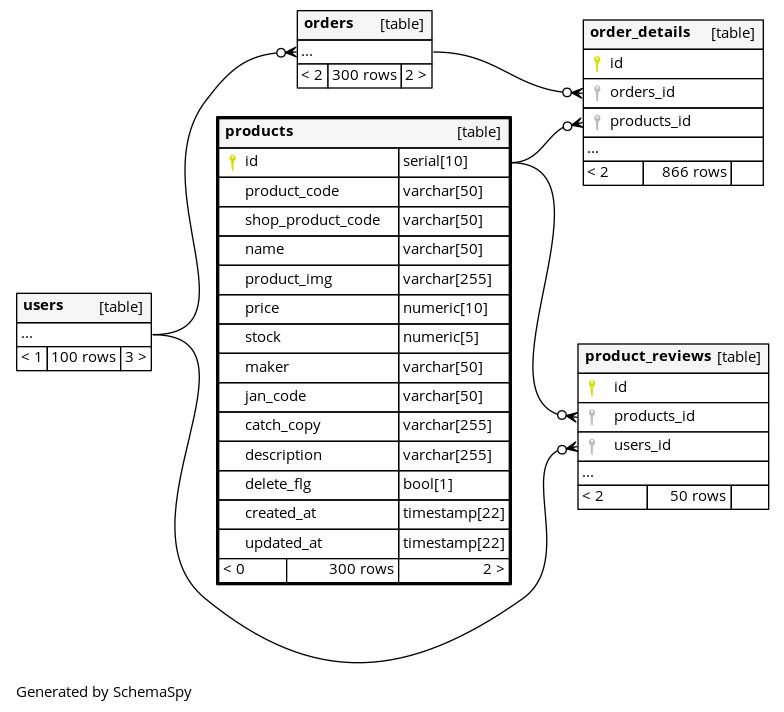 orders [table]
...
< 2 300 rows 2 >
order_details [table]
id
orders_id
products_id
...
< 2 866 rows
products [table]
id serial[10]
product_code varchar[50]
shop_product_code varchar[50]
name varchar[50]
product_img varchar[255]
price numeric[10]
stock numeric[5]
maker varchar[50]
jan_code varchar[50]
catch_copy varchar[255]
description varchar[255]
delete_flg bool[1]
created_at timestamp[22]
updated_at timestamp[22]
< 0 300 rows 2 >
users [table]
...
< 1 100 rows 3 >
product_reviews [table]
id
products_id
users_id
...
< 2 50 rows
Generated by SchemaSpy